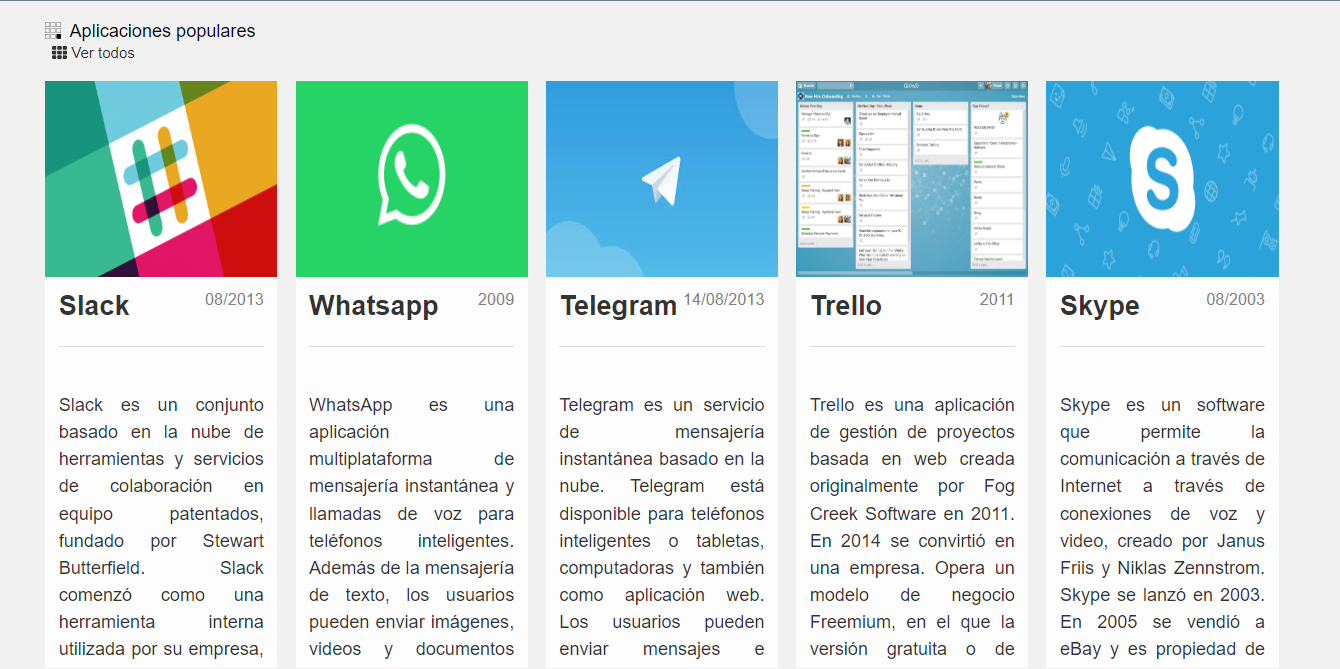 Aplicaciones populares
Ver todos
Slack 08/2013
Slack es un conjunto
basado en la nube de
herramientas y servicios
de colaboración en
equipo patentados,
fundado por Stewart
Butterfield. Slack
comenzó como una
herramienta interna
utilizada por su empresa,
Whatsapp 2009
WhatsApp es una
aplicación
multiplataforma de
mensajería instantánea y
llamadas de voz para
teléfonos inteligentes.
Además de la mensajería
de texto, los usuarios
pueden enviar imágenes,
videos y documentos
Telegram 14/08/2013
Telegram es un servicio
de mensajería
instantánea basado en la
nube. Telegram está
disponible para teléfonos
inteligentes o tabletas,
computadoras y también
como aplicación web.
Los usuarios pueden
enviar mensajes e
Trello 2011
Trello es una aplicación
de gestión de proyectos
basada en web creada
originalmente por Fog
Creek Software en 2011.
En 2014 se convirtió en
una empresa. Opera un
modelo de negocio
Freemium, en el que la
versión gratuita o de
Skype 08/2003
Skype es un software
que permite la
comunicación a través de
Internet a través de
conexiones de voz y
video, creado por Janus
Friis y Niklas Zennstrom.
Skype se lanzó en 2003.
En 2005 se vendió a
eBay y es propiedad de